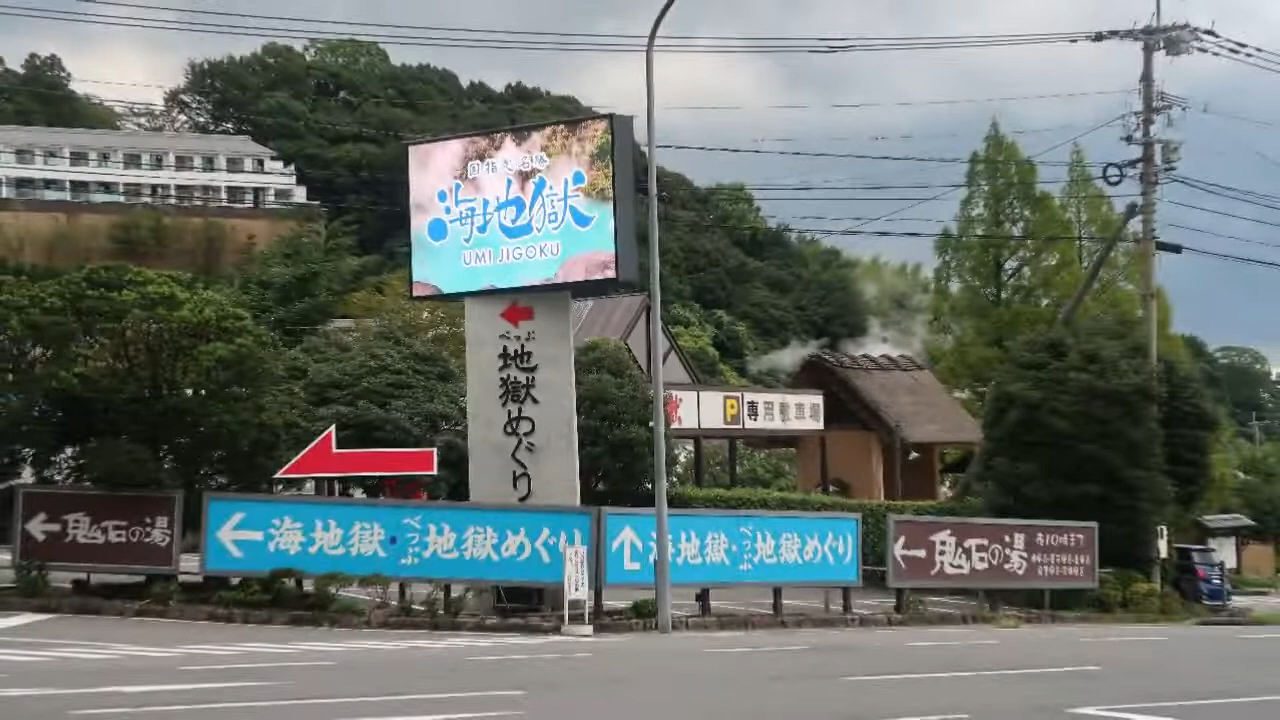 国指定名勝
海地獄
UMI JIGOKU
べっぷ
地獄めぐり
P 専用駐車場
鬼石の湯
海地獄・べっぷ地獄めぐり
海地獄・べっぷ地獄めぐり
鬼石の湯